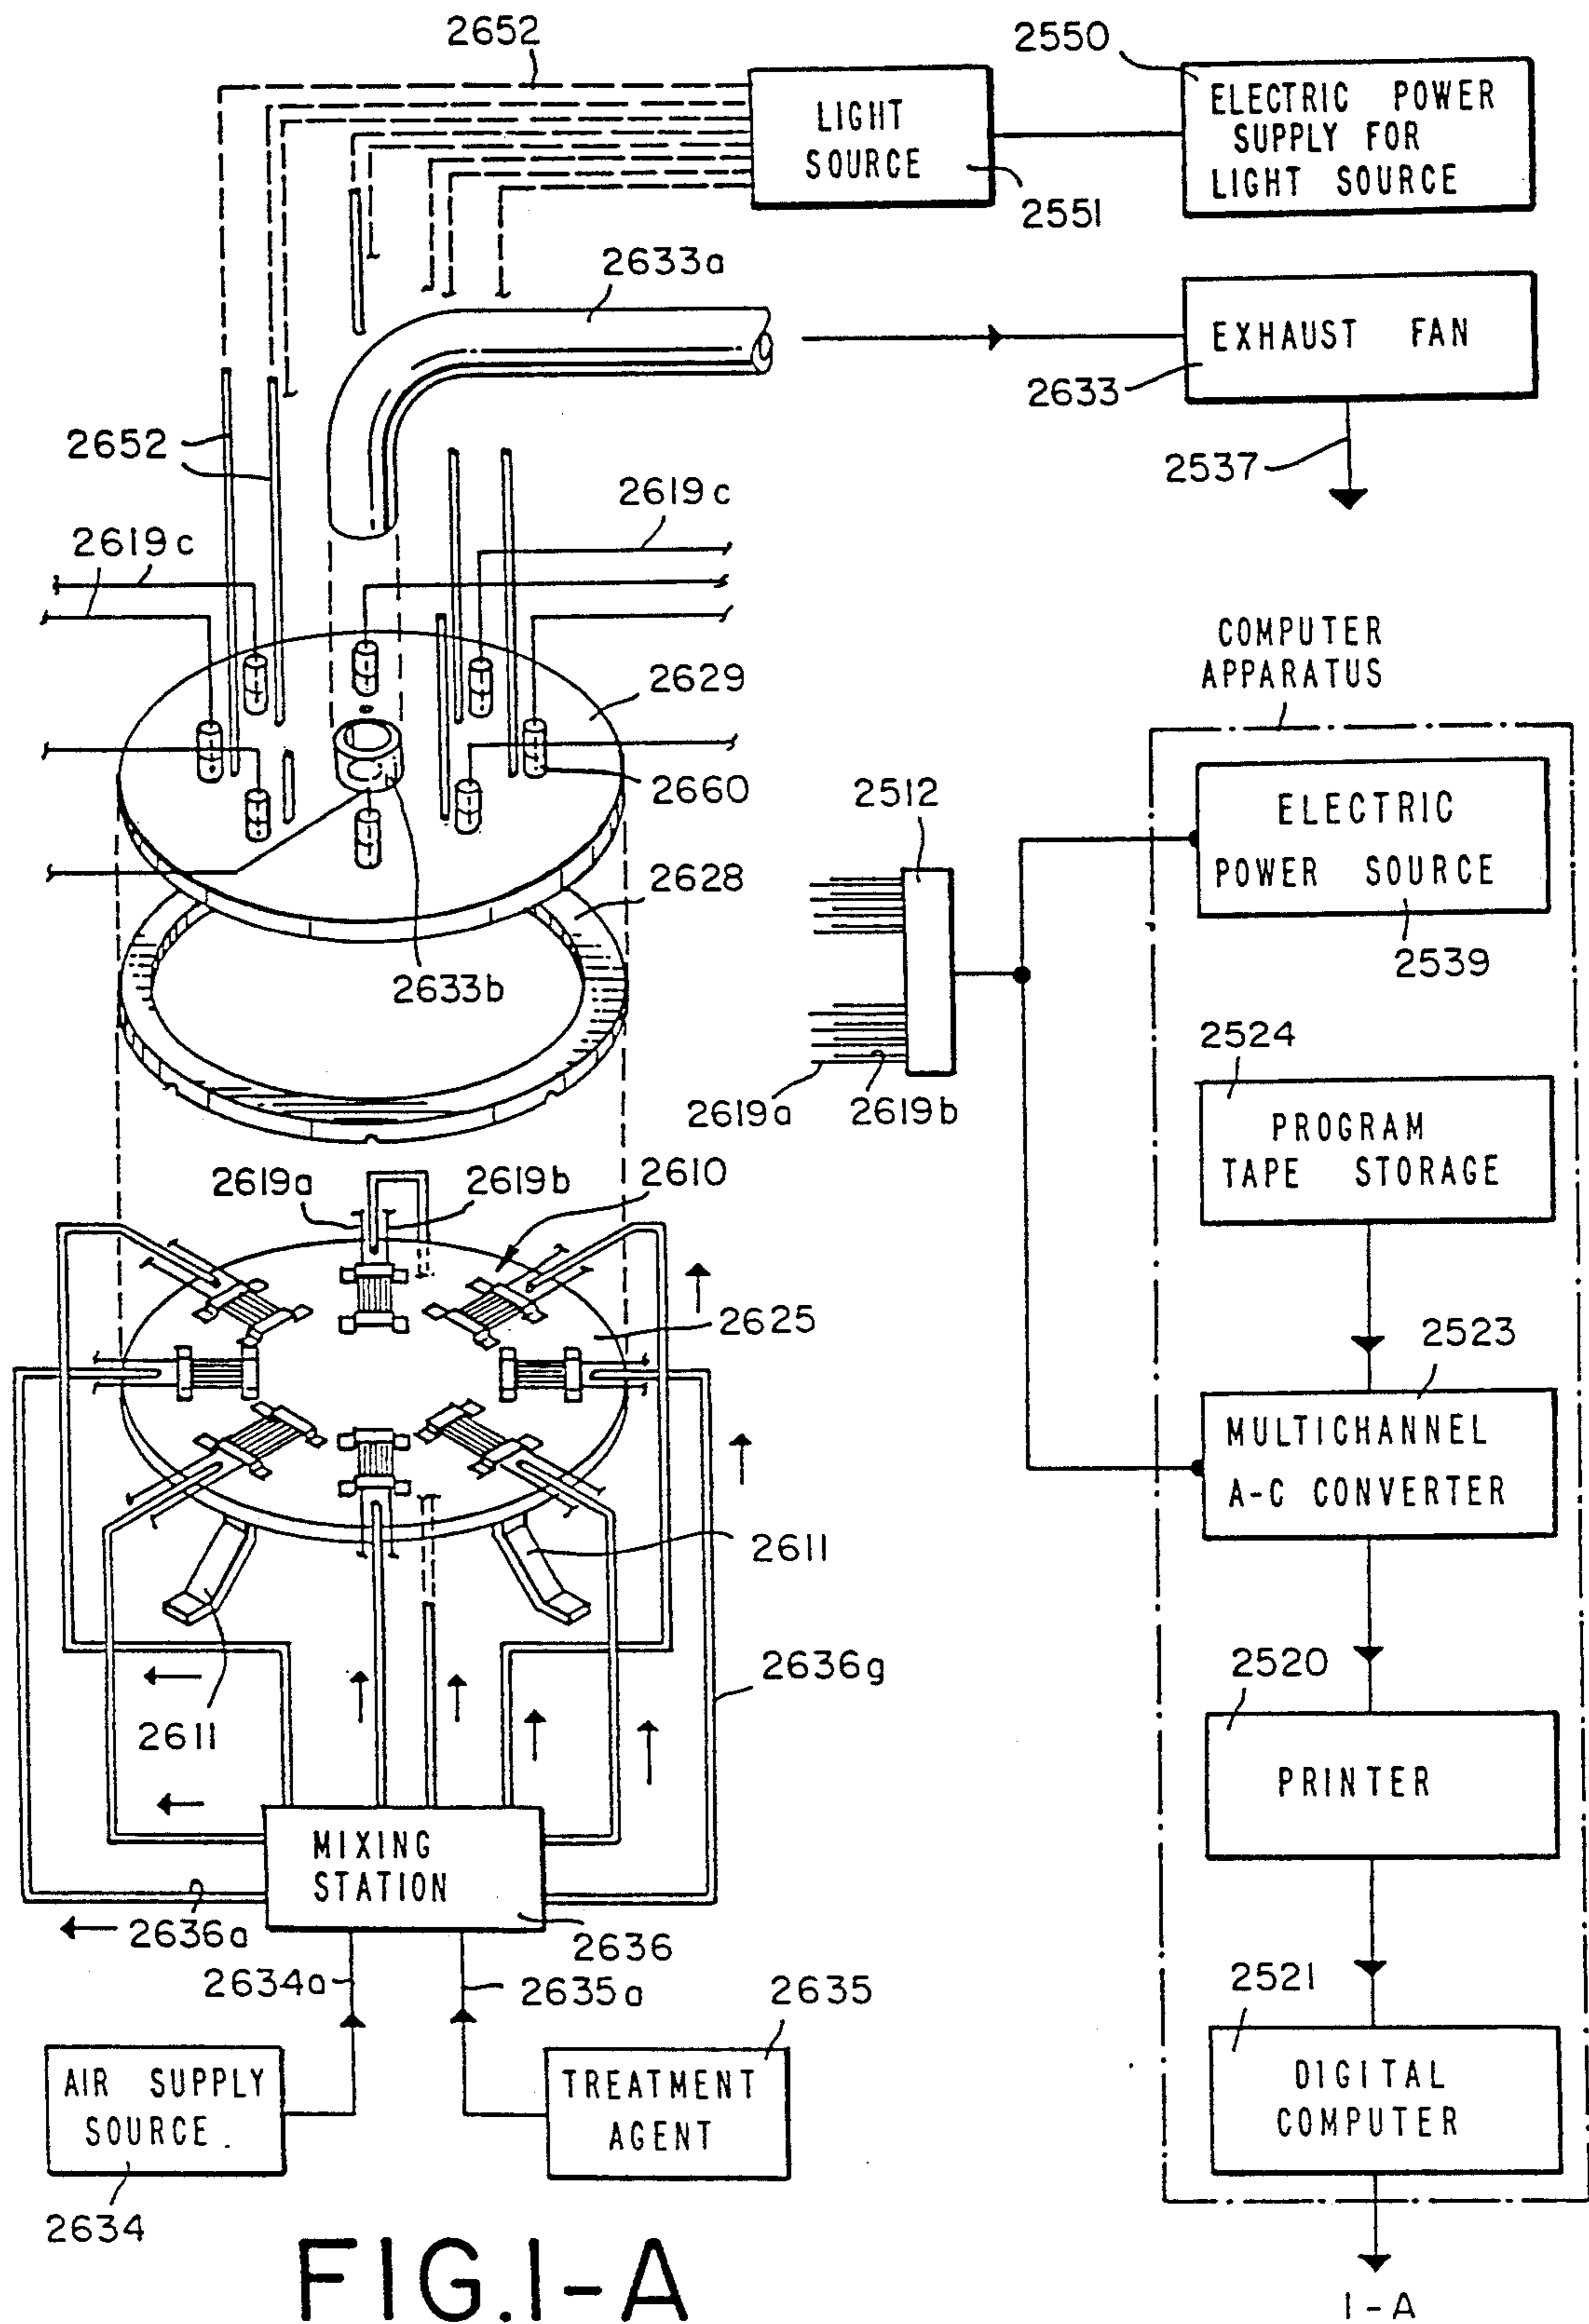 2652
2550
LIGHT
SOURCE
2551
ELECTRIC POWER
SUPPLY FOR
LIGHT SOURCE
2633a
EXHAUST FAN
2633
2537
2652
2619c
2619c
COMPUTER
APPARATUS
2629
2660
2512
ELECTRIC
POWER SOURCE
2539
2628
2633b
2619a
2619b
2524
PROGRAM
TAPE STORAGE
2619a
2619b
2610
2625
2523
MULTICHANNEL
A-C CONVERTER
2611
2611
2636g
2520
PRINTER
MIXING
STATION
2636a
2636
2634a
2635a
2635
2521
AIR SUPPLY
SOURCE.
TREATMENT
AGENT
DIGITAL
COMPUTER
2634
FIG.1-A
1-A